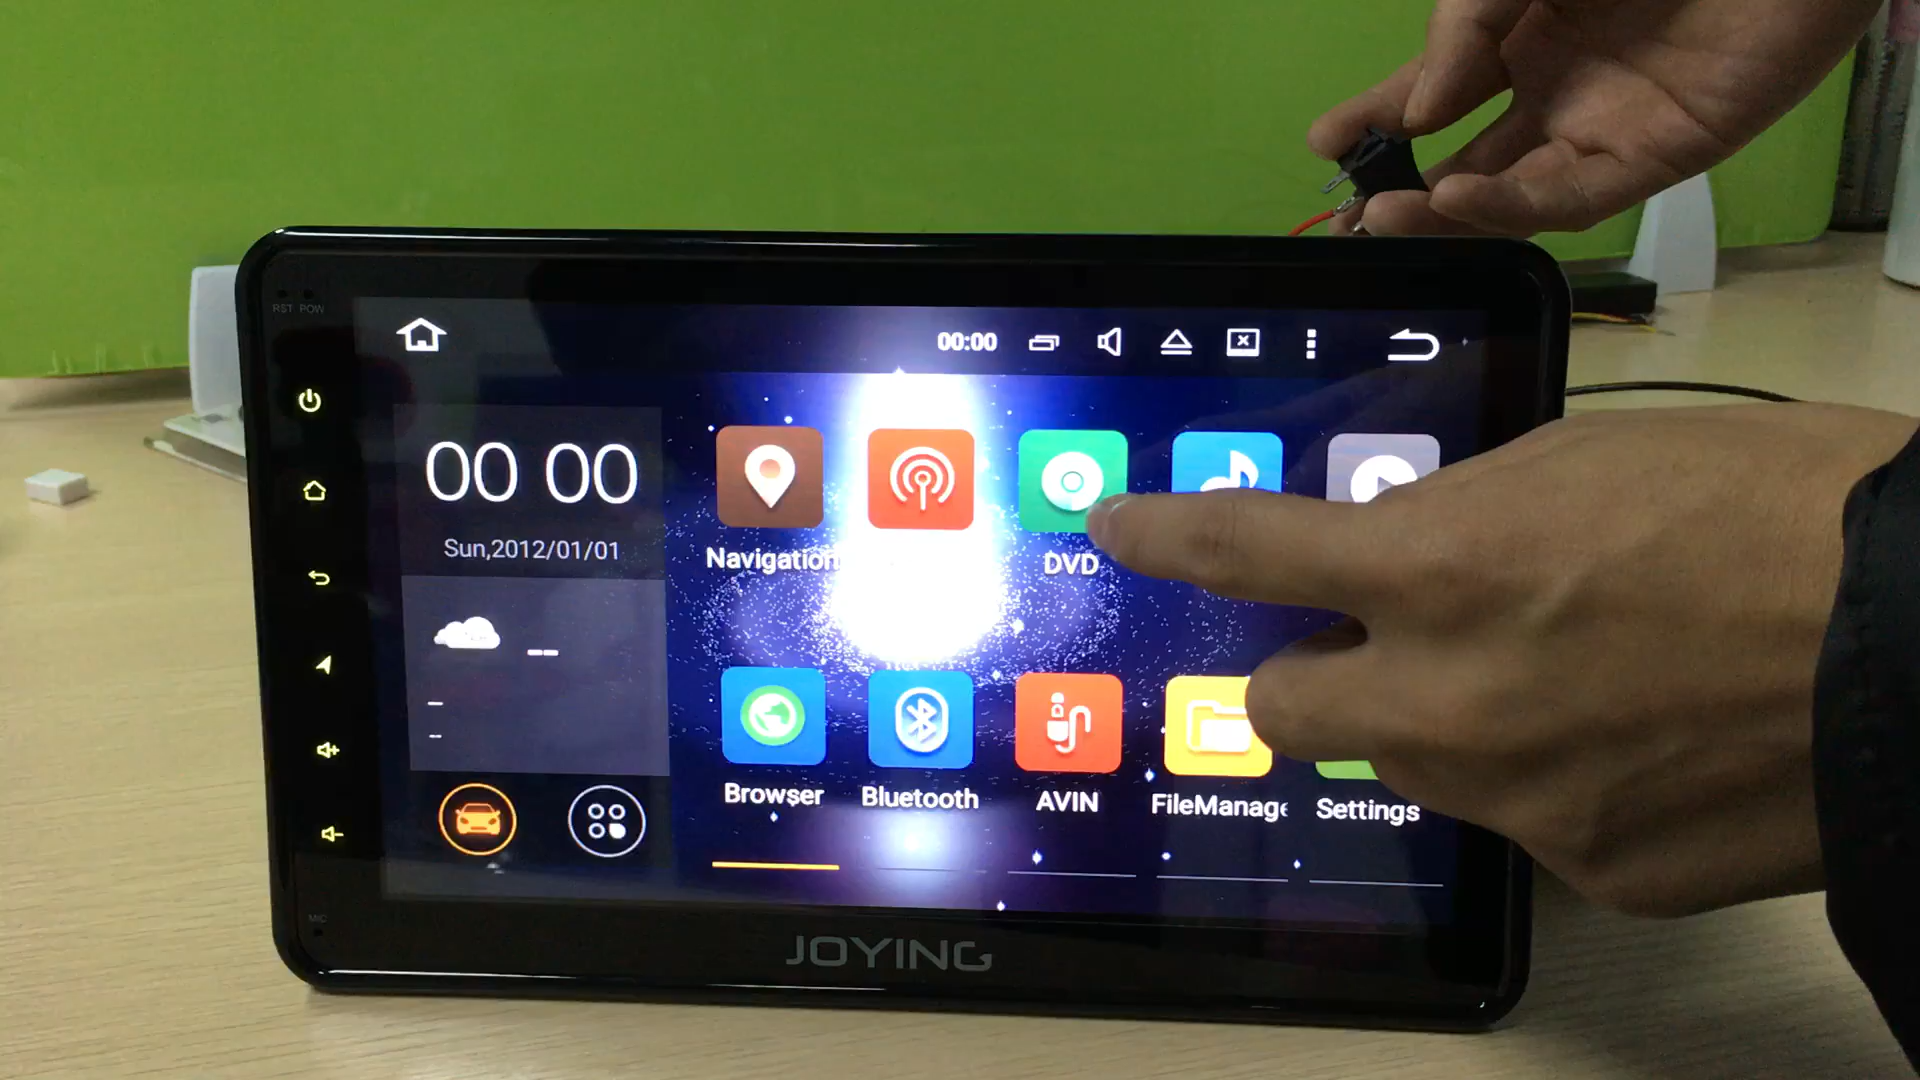 RST POW
00:00
00 00
Sun,2012/01/01
Navigation
DVD
--
--
--
Browser
Bluetooth
AVIN
FileManage
Settings
MIC
JOYING